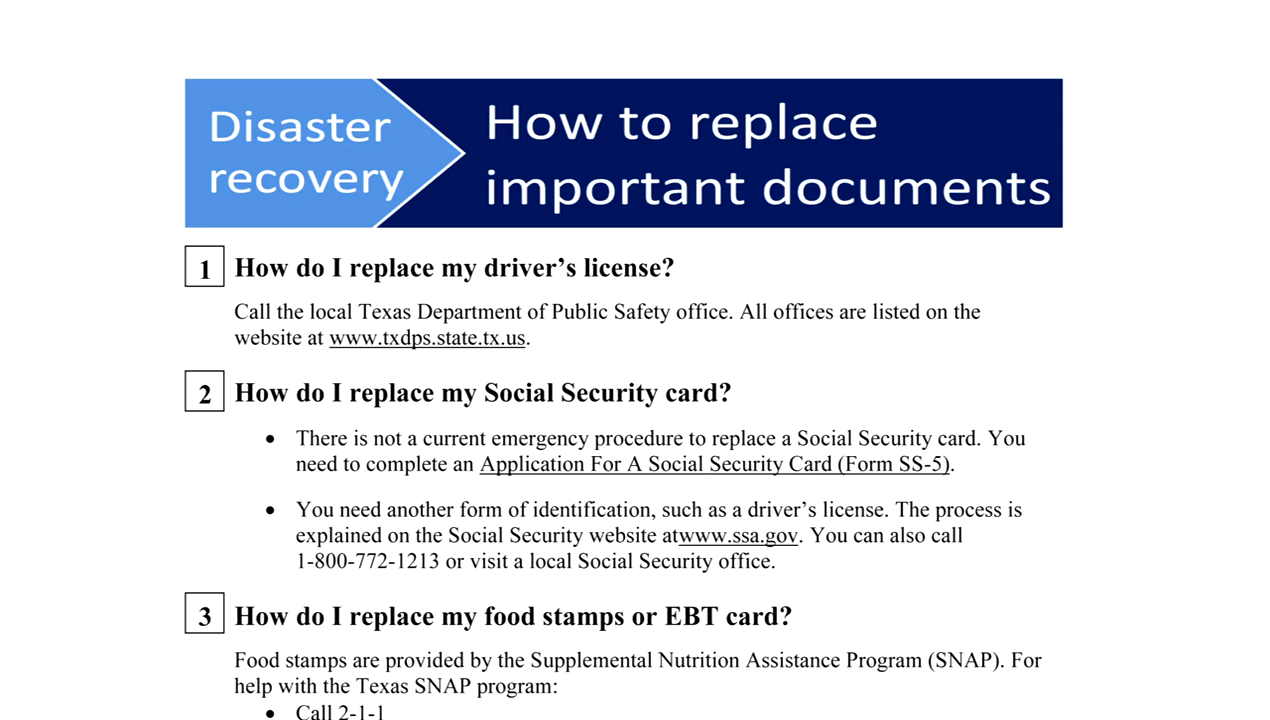 Disaster
recovery
How to replace
important documents
1 How do I replace my driver’s license?
Call the local Texas Department of Public Safety office. All offices are listed on the
website at www.txdps.state.tx.us.
2 How do I replace my Social Security card?
• There is not a current emergency procedure to replace a Social Security card. You
need to complete an Application For A Social Security Card (Form SS-5).
• You need another form of identification, such as a driver’s license. The process is
explained on the Social Security website atwww.ssa.gov. You can also call
1-800-772-1213 or visit a local Social Security office.
3 How do I replace my food stamps or EBT card?
Food stamps are provided by the Supplemental Nutrition Assistance Program (SNAP). For
help with the Texas SNAP program:
• Call 2-1-1